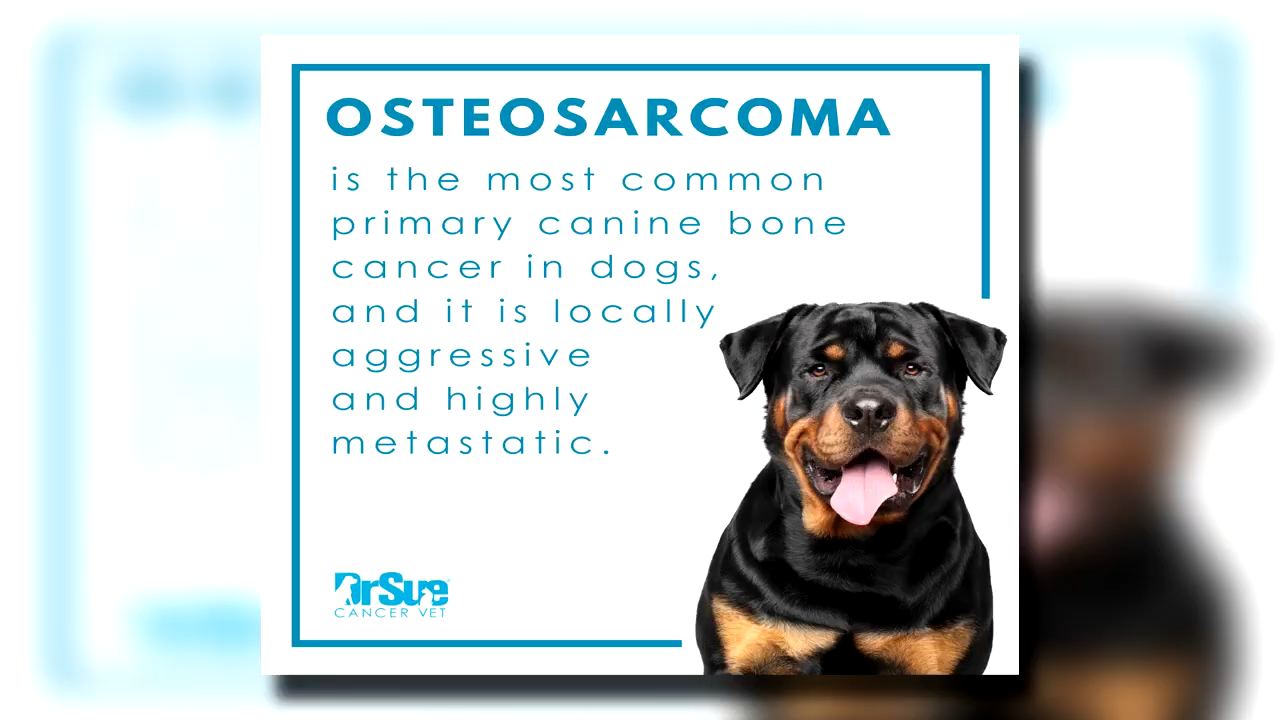 OSTEOSARCOMA
is the most common
primary canine bone
cancer in dogs,
and it is locally
aggressive
and highly
metastatic.
DrSue
CANCER VET